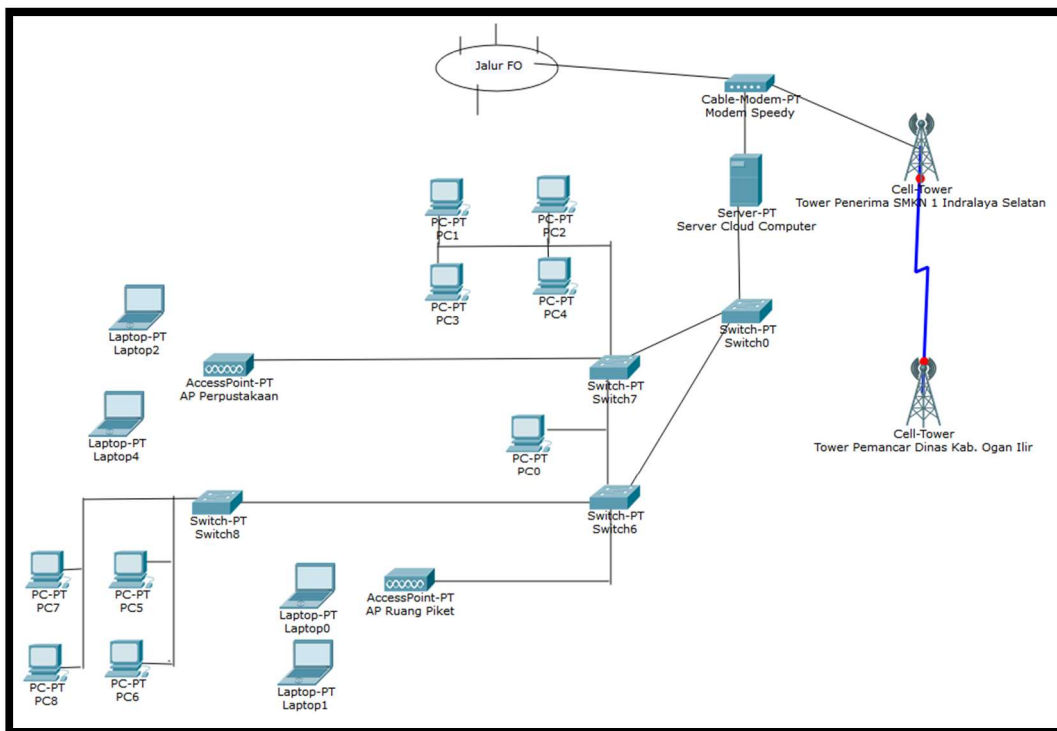 Jalur FO
Cable-Modem-PT
Modem Speedy
Cell-Tower
Tower Penerima SMKN 1 Indralaya Selatan
Server-PT
Server Cloud Computer
PC-PT
PC1
PC-PT
PC2
PC-PT
PC3
PC-PT
PC4
Switch-PT
Switch0
Laptop-PT
Laptop2
AccessPoint-PT
AP Perpustakaan
Switch-PT
Switch7
Laptop-PT
Laptop4
PC-PT
PC0
Cell-Tower
Tower Pemancar Dinas Kab. Ogan Ilir
Switch-PT
Switch8
Switch-PT
Switch6
PC-PT
PC7
PC-PT
PC5
Laptop-PT
Laptop0
AccessPoint-PT
AP Ruang Piket
PC-PT
PC8
PC-PT
PC6
Laptop-PT
Laptop1